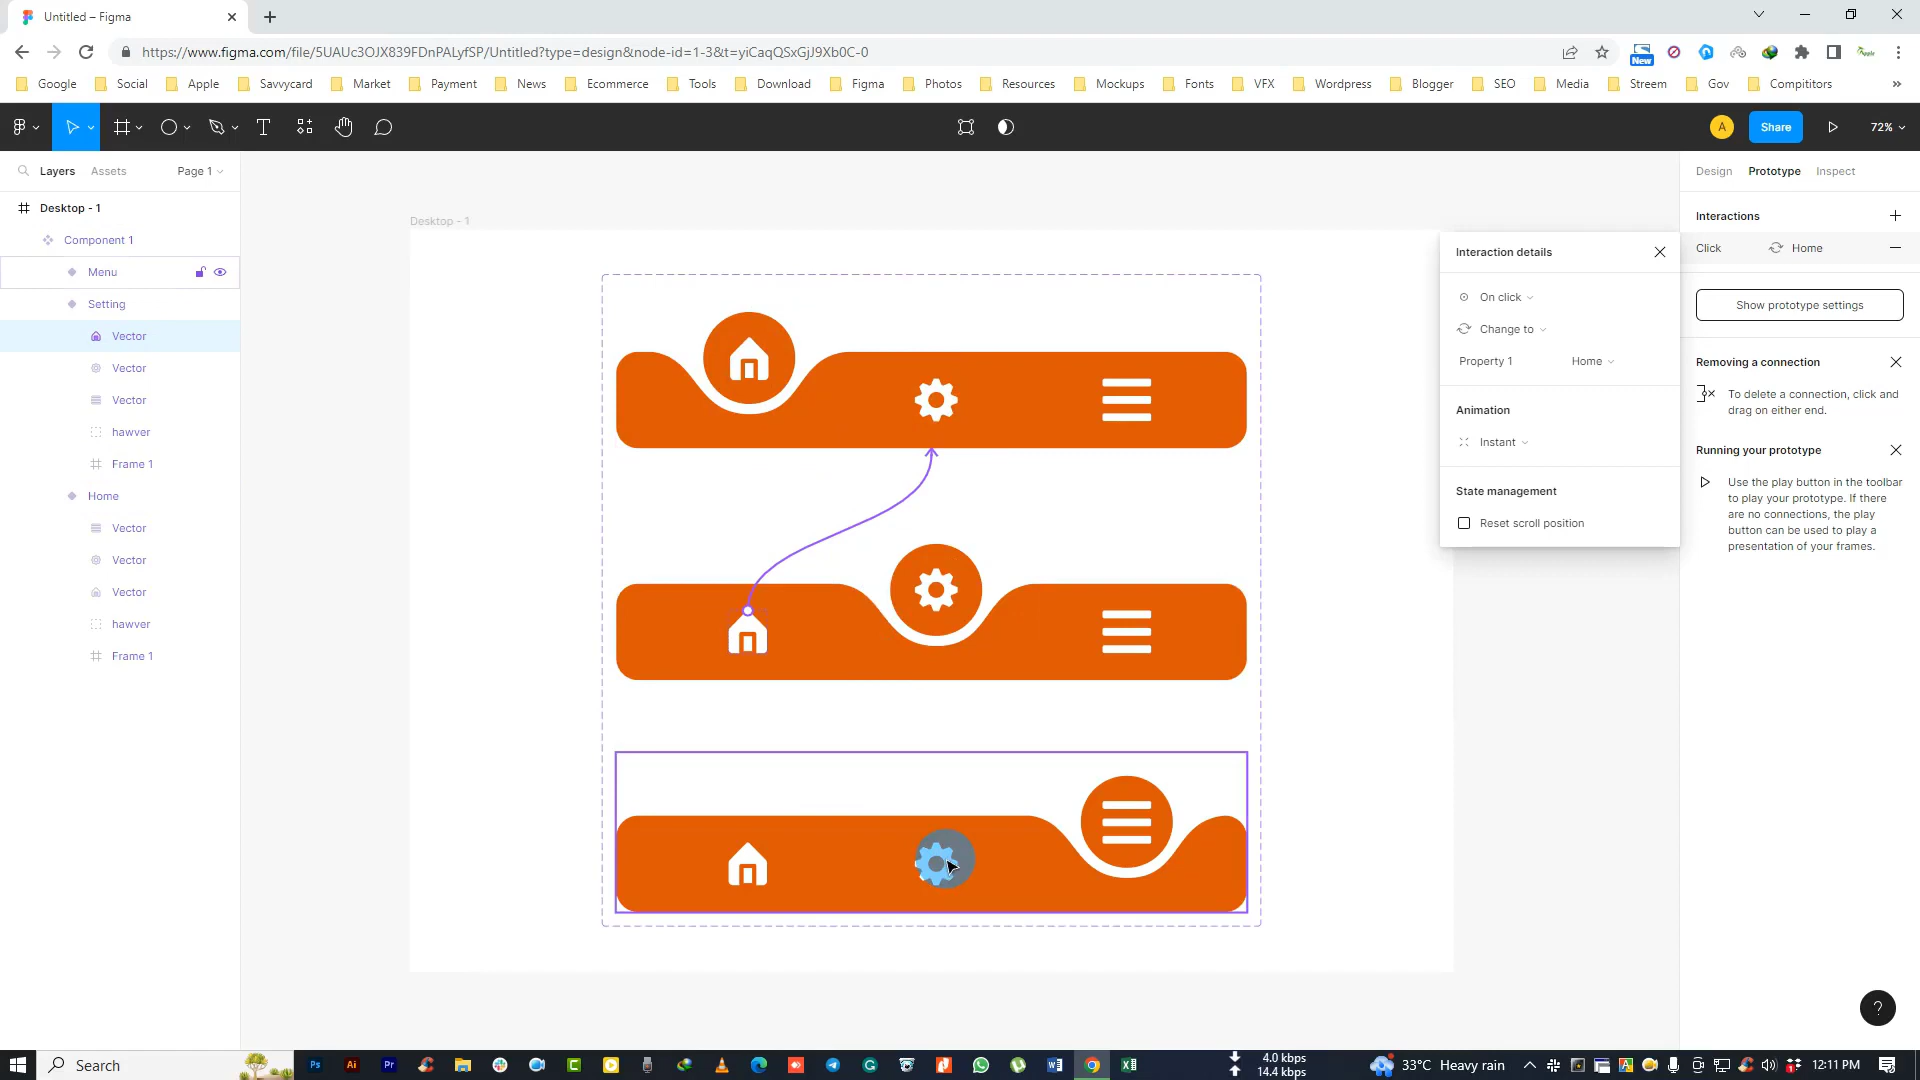 Untitled – Figma
https://www.figma.com/file/5UAUc3OJX839FDnPALyfSP/Untitled?type=design&node-id=1-3&t=yiCaqQSxGjJ9Xb0C-0
New
Google
Social
Apple
Savvycard
Market
Payment
News
Ecommerce
Tools
Download
Figma
Photos
Resources
Mockups
Fonts
VFX
Wordpress
Blogger
SEO
Media
Streem
Gov
Compititors
»
A
Share
72%
Layers
Assets
Page 1
Design
Prototype
Inspect
Desktop - 1
Component 1
Menu
Setting
Vector
Vector
Vector
hawver
Frame 1
Home
Vector
Vector
Vector
hawver
Frame 1
Desktop - 1
Interaction details
On click
Change to
Property 1
Home
Animation
Instant
State management
Reset scroll position
Interactions
Click
Home
Show prototype settings
Removing a connection
To delete a connection, click and
drag on either end.
Running your prototype
Use the play button in the toolbar
to play your prototype. If there
are no connections, the play
button can be used to play a
presentation of your frames.
?
Search
Ps
Ai
Pr
4.0 kbps
14.4 kbps
33°C Heavy rain
12:11 PM